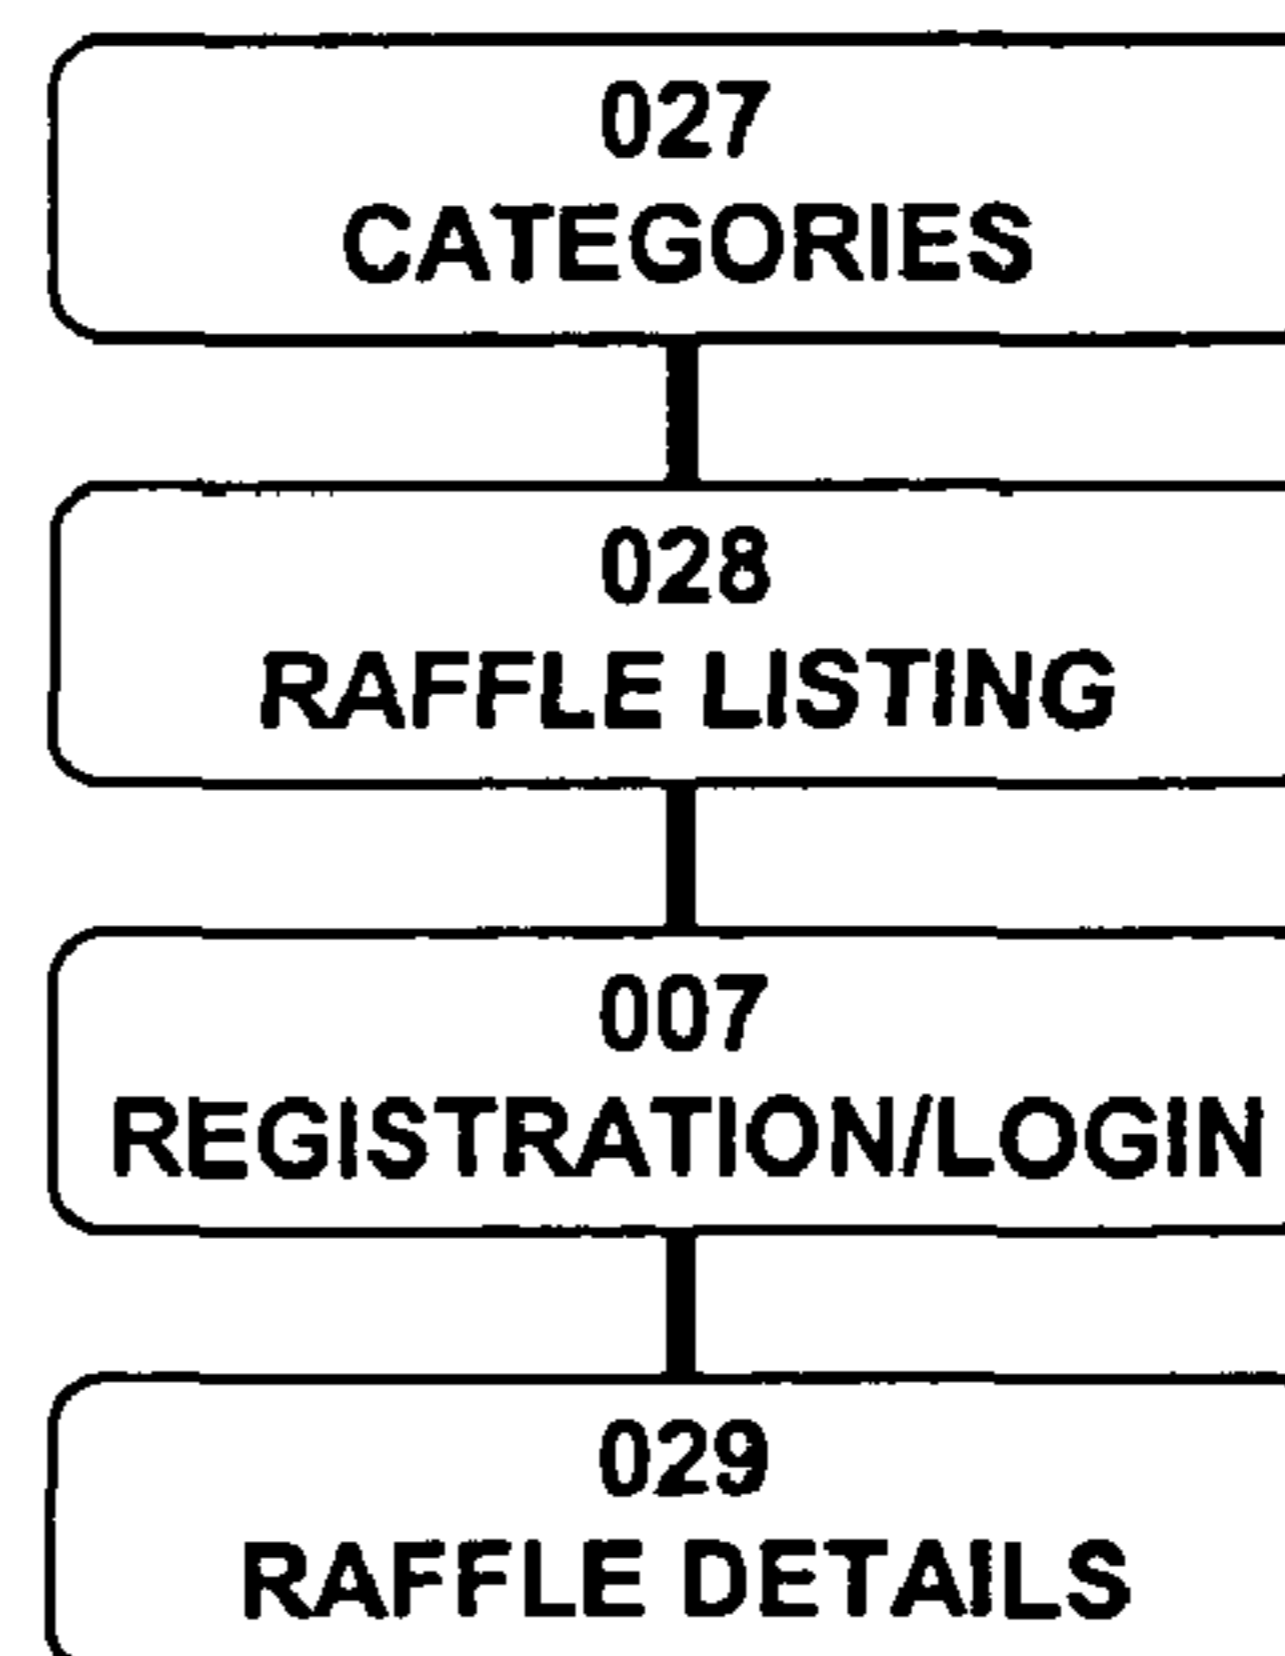 027
CATEGORIES
028
RAFFLE LISTING
007
REGISTRATION/LOGIN
029
RAFFLE DETAILS